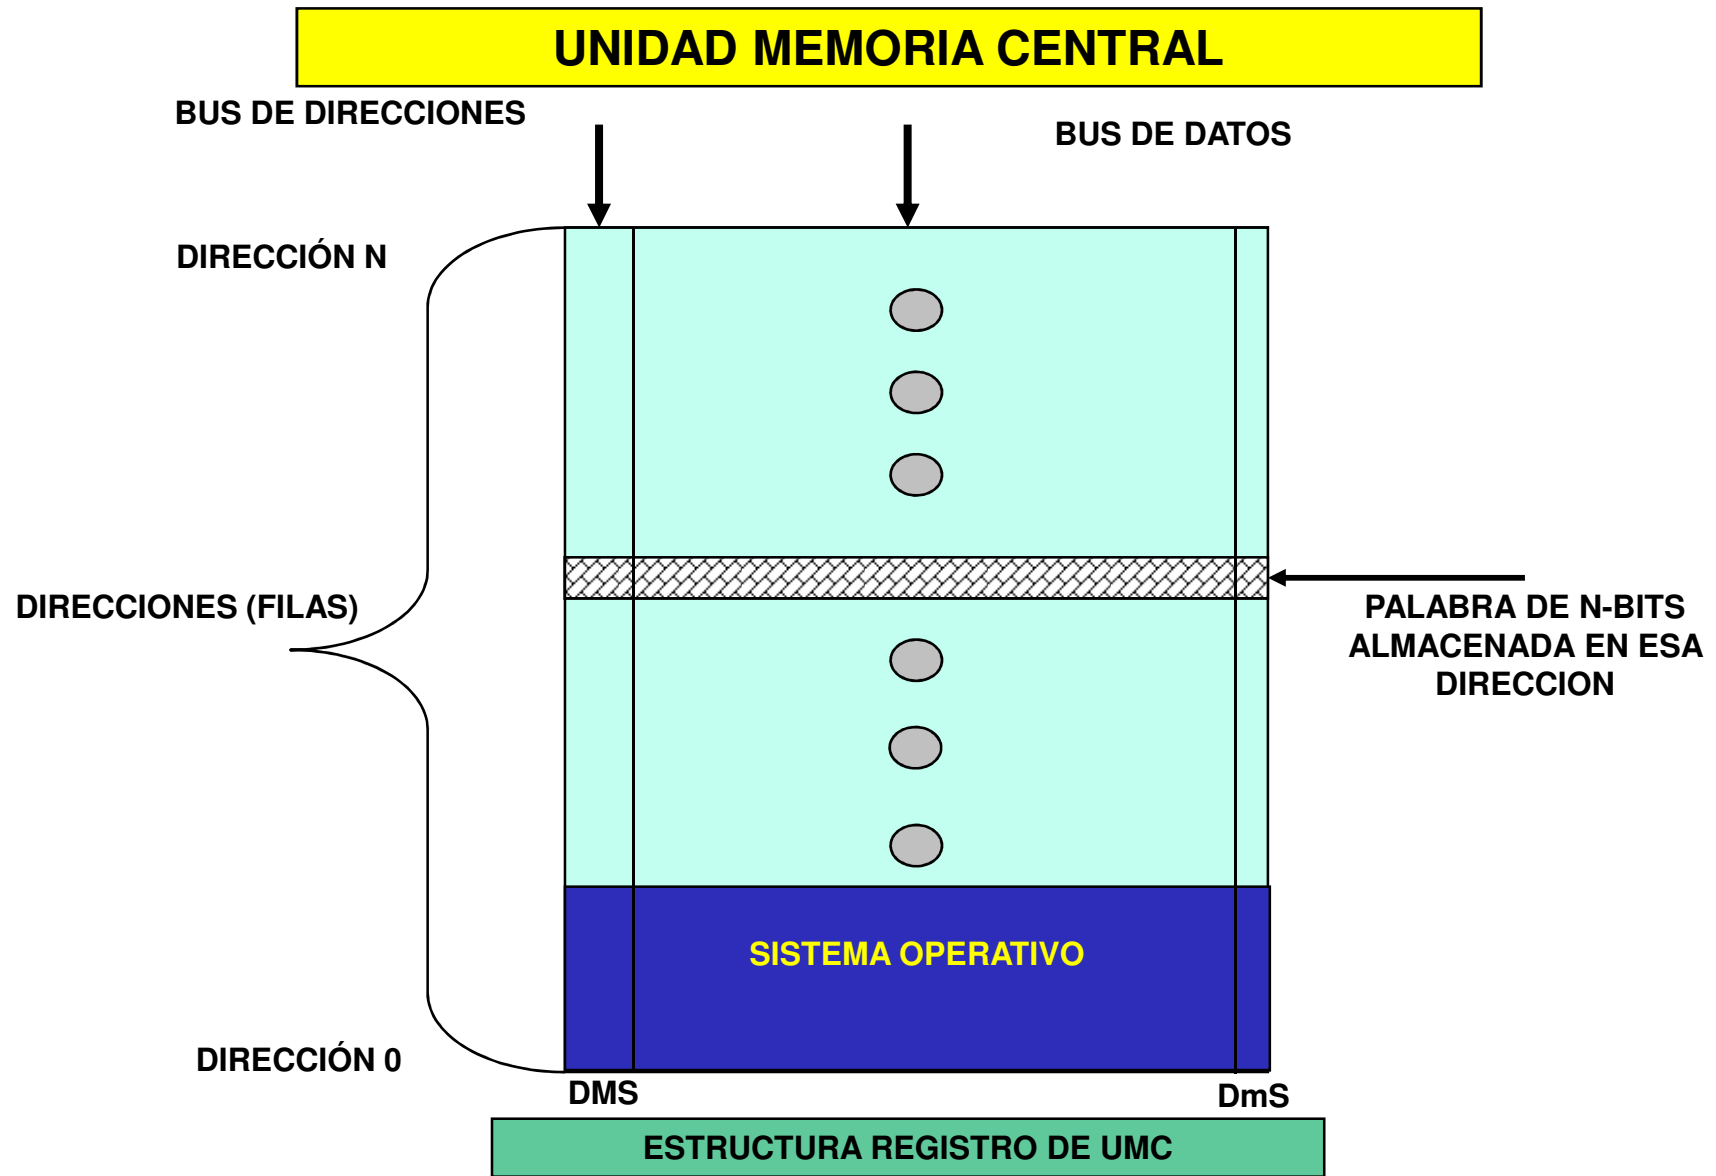 UNIDAD MEMORIA CENTRAL
BUS DE DIRECCIONES
BUS DE DATOS
DIRECCIÓN N
DIRECCIONES (FILAS)
PALABRA DE N-BITS
ALMACENADA EN ESA
DIRECCION
SISTEMA OPERATIVO
DIRECCIÓN 0
DMS
DmS
ESTRUCTURA REGISTRO DE UMC